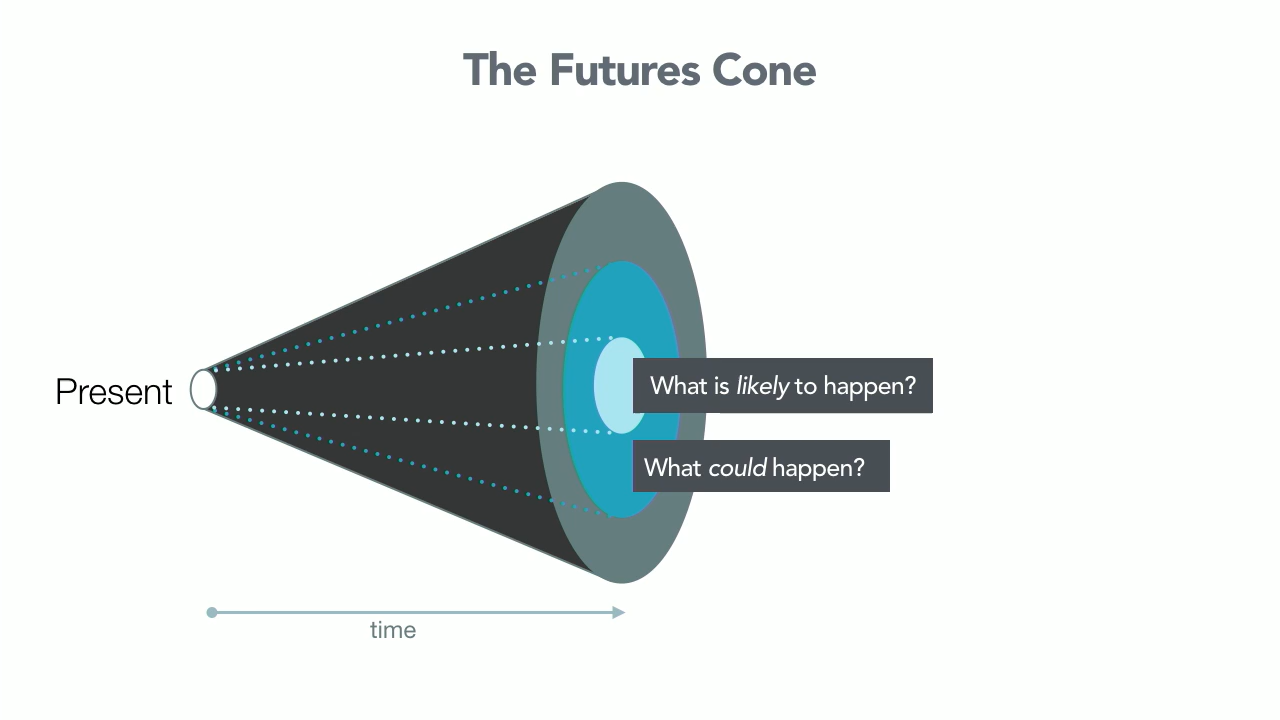 The Futures Cone
Present
What is likely to happen?
What could happen?
time